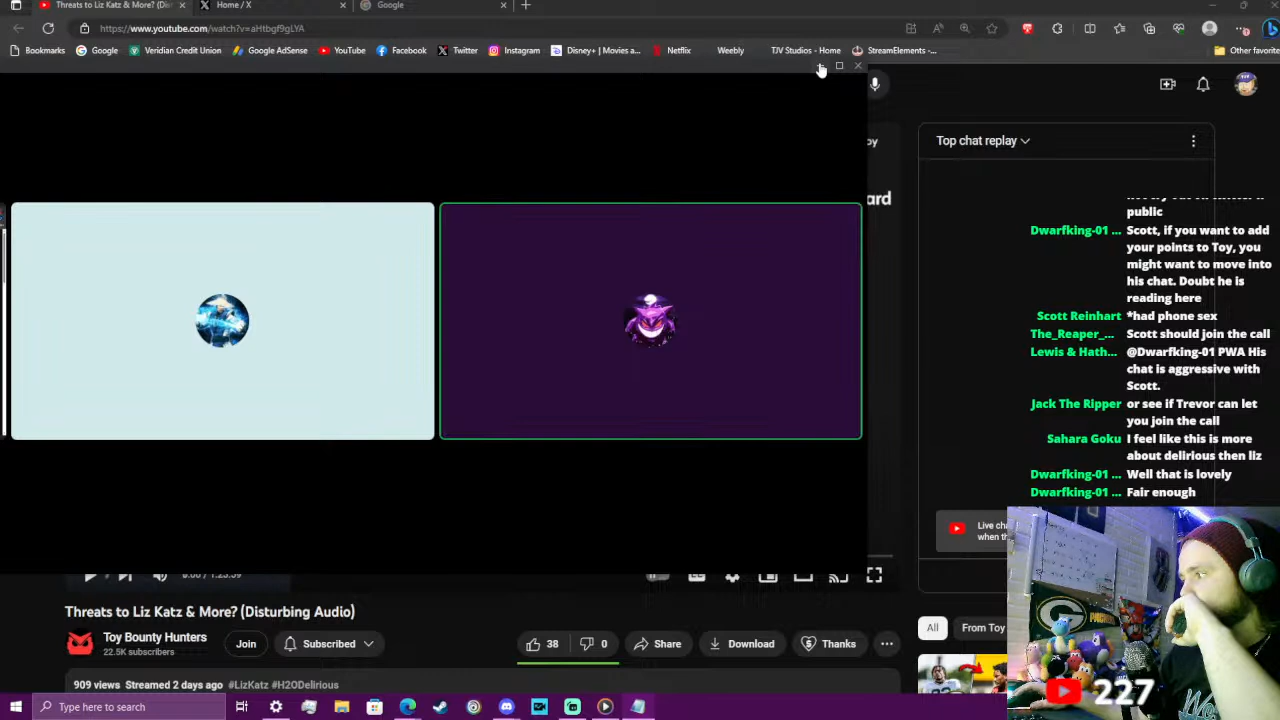 Threats to Liz Katz & More? (Dis
Home / X
Google
https://www.youtube.com/watch?v=aHtbgf9gLYA
Bookmarks
Google
Veridian Credit Union
Google AdSense
YouTube
Facebook
Twitter
Instagram
Disney+ | Movies a...
Netflix
Weebly
TJV Studios - Home
StreamElements -...
Other favorite
Top chat replay
ard
public
Dwarfking-01 ... Scott, if you want to add
your points to Toy, you
might want to move into
his chat. Doubt he is
reading here
Scott Reinhart *had phone sex
The_Reaper_... Scott should join the call
Lewis & Hath... @Dwarfking-01 PWA His
chat is aggressive with
Scott.
Jack The Ripper or see if Trevor can let
you join the call
Sahara Goku I feel like this is more
about delirious then liz
Dwarfking-01 ... Well that is lovely
Dwarfking-01 ... Fair enough
Live cha
when th
Threats to Liz Katz & More? (Disturbing Audio)
Toy Bounty Hunters
22.5K subscribers
Join
Subscribed
38
0
Share
Download
Thanks
All
From Toy
909 views Streamed 2 days ago #LizKatz #H2ODelirious
Type here to search
227